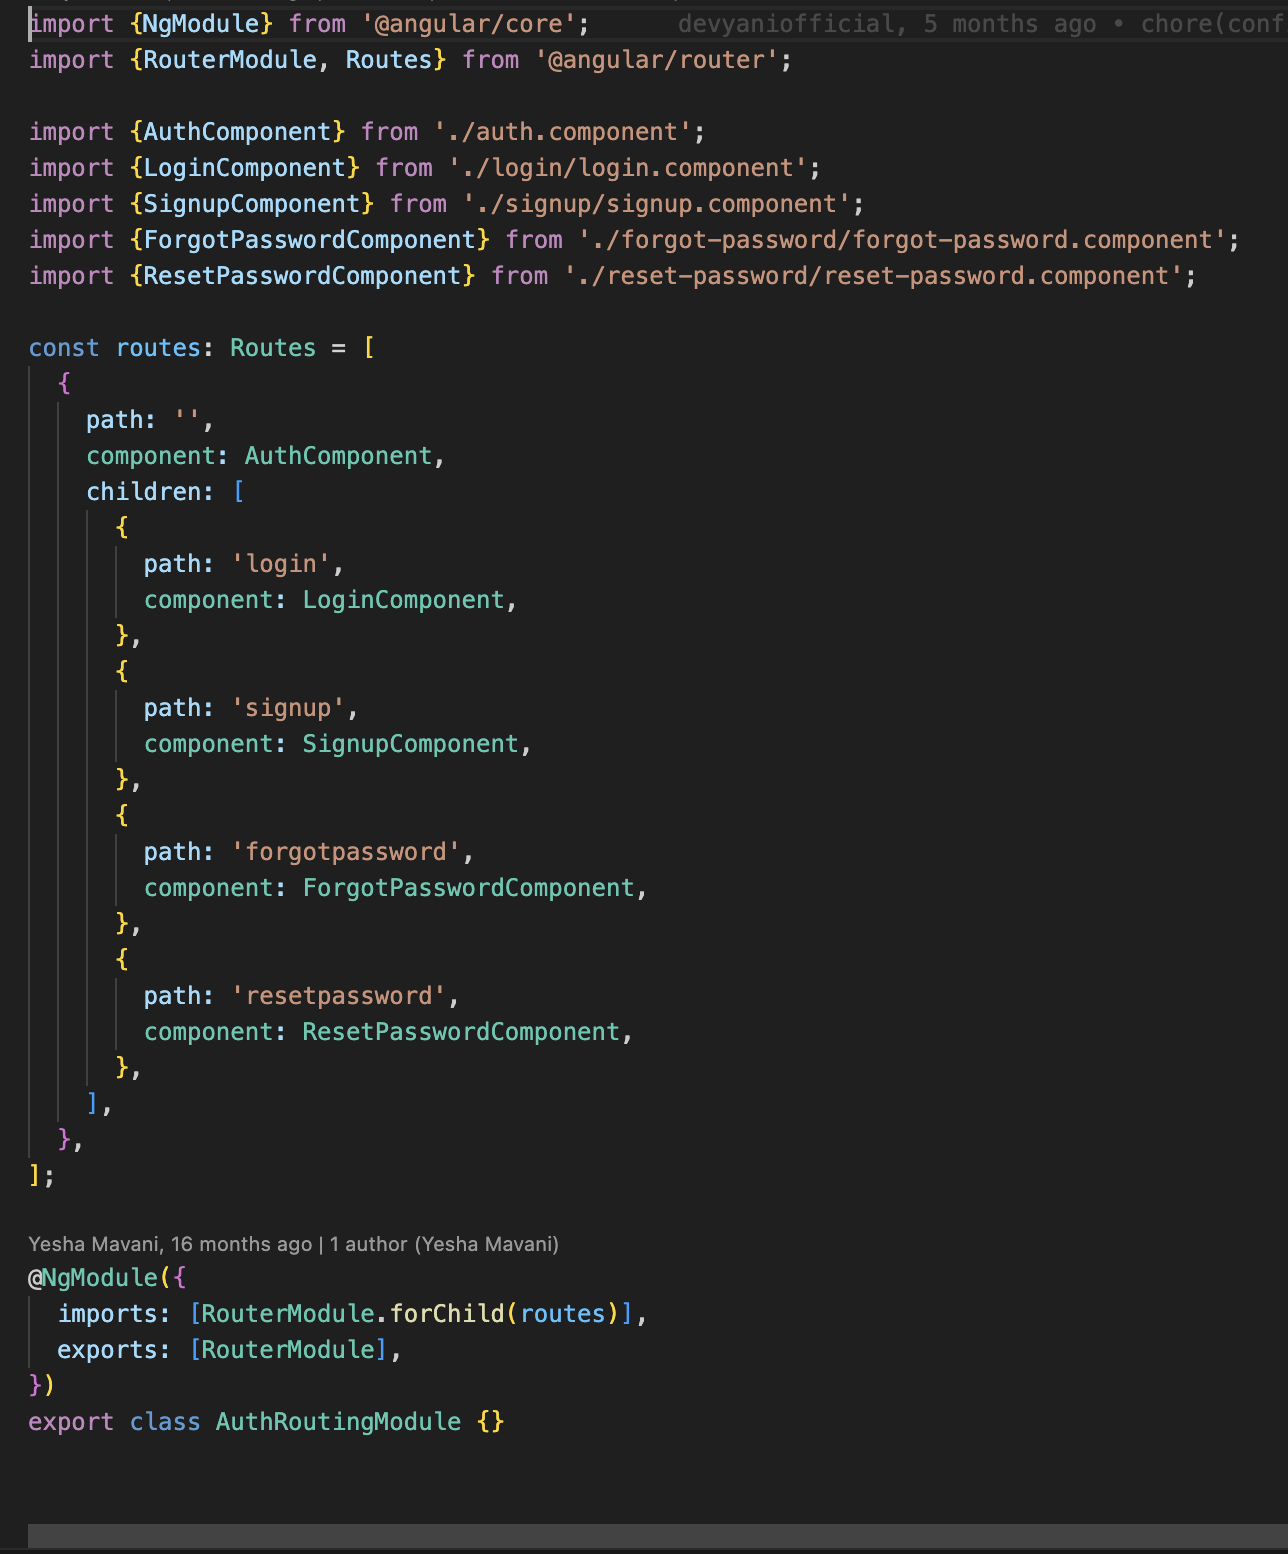 import {NgModule} from '@angular/core'; devyaniofficial, 5 months ago • chore(conf
import {RouterModule, Routes} from '@angular/router';
import {AuthComponent} from './auth.component';
import {LoginComponent} from './login/login.component';
import {SignupComponent} from './signup/signup.component';
import {ForgotPasswordComponent} from './forgot-password/forgot-password.component';
import {ResetPasswordComponent} from './reset-password/reset-password.component';
const routes: Routes = [
  {
    path: '',
    component: AuthComponent,
    children: [
      {
        path: 'login',
        component: LoginComponent,
      },
      {
        path: 'signup',
        component: SignupComponent,
      },
      {
        path: 'forgotpassword',
        component: ForgotPasswordComponent,
      },
      {
        path: 'resetpassword',
        component: ResetPasswordComponent,
      },
    ],
  },
];
Yesha Mavani, 16 months ago | 1 author (Yesha Mavani)
@NgModule({
  imports: [RouterModule.forChild(routes)],
  exports: [RouterModule],
})
export class AuthRoutingModule {}